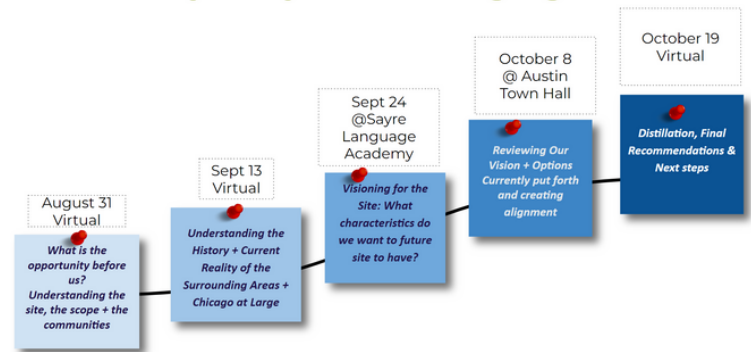 August 31
Virtual
What is the
opportunity before
us?
Understanding the
site, the scope + the
communities
Sept 13
Virtual
Understanding the
History + Current
Reality of the
Surrounding Areas +
Chicago at Large
Sept 24
@Sayre
Language
Academy
Visioning for the
Site: What
characteristics do
we want to future
site to have?
October 8
@ Austin
Town Hall
Reviewing Our
Vision + Options
Currently put forth
and creating
alignment
October 19
Virtual
Distillation, Final
Recommendations &
Next steps